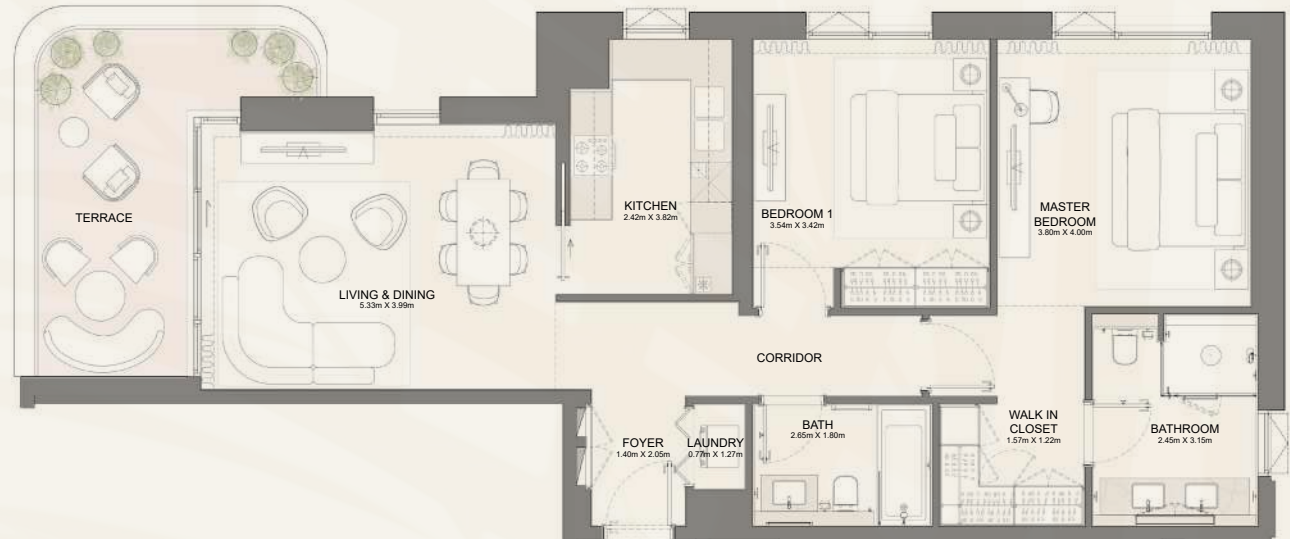 TERRACE
LIVING & DINING
5.33m X 3.99m
KITCHEN
2.42m X 3.82m
BEDROOM 1
3.54m X 3.42m
MASTER
BEDROOM
3.80m X 4.00m
CORRIDOR
FOYER
1.40m X 2.05m
LAUNDRY
0.77m X 1.27m
BATH
2.65m X 1.80m
WALK IN
CLOSET
1.57m X 1.22m
BATHROOM
2.45m X 3.15m